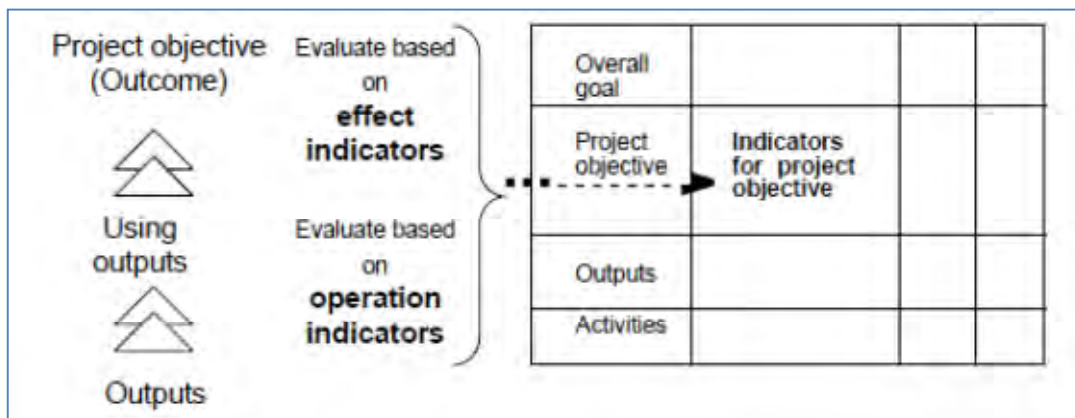 Project objective
(Outcome)
Using
outputs
Outputs
Evaluate based
on
effect
indicators
Evaluate based
on
operation
indicators
Overall
goal
Project
objective
Indicators
for project
objective
Outputs
Activities